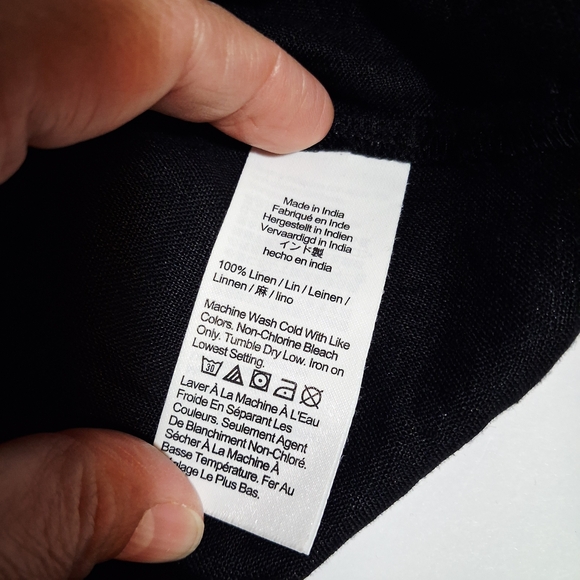 Made in India
Fabriqué en Inde
Hergestellt in Indien
Vervaardigd in India
インド製
hecho en india
100% Linen / Lin / Leinen /
Linnen / 麻 / lino
Machine Wash Cold With Like
Colors. Non-Chlorine Bleach
Only. Tumble Dry Low. Iron on
Lowest Setting.
30
Laver À La Machine À L'Eau
Froide En Séparant Les
Couleurs. Seulement Agent
De Blanchiment Non-Chloré.
Sécher À La Machine À
Basse Température. Fer Au
Le Plus Bas.